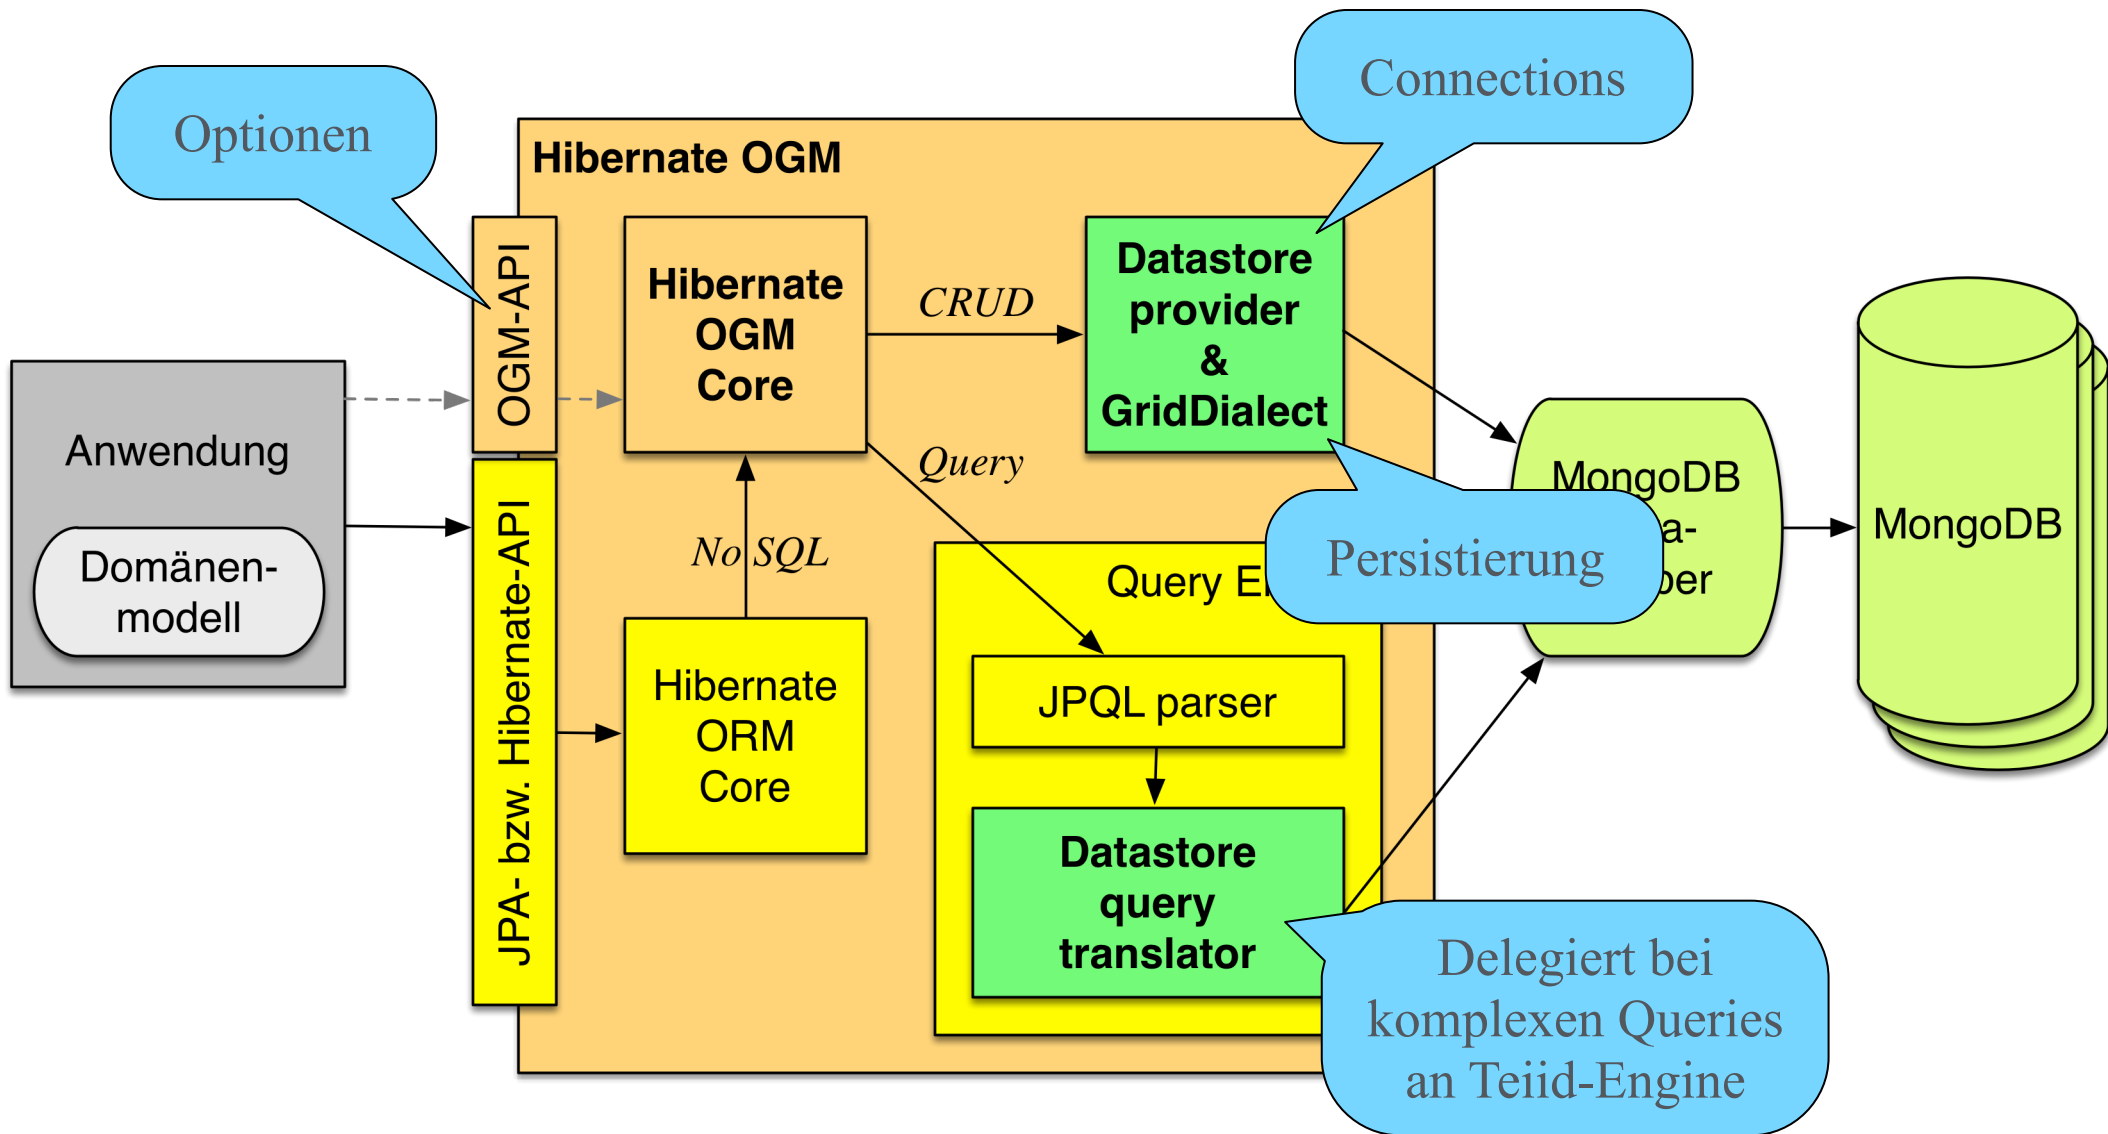 Connections
Optionen
Hibernate OGM
OGM-API
Hibernate
OGM
Core
CRUD
Datastore
provider
&
GridDialect
Anwendung
Domänen-
modell
Query
MongoDB
MongoDB
No SQL
Persistierung
Query
JPA- bzw. Hibernate-API
Hibernate
ORM
Core
JPQL parser
Datastore
query
translator
Delegiert bei
komplexen Queries
an Teiid-Engine